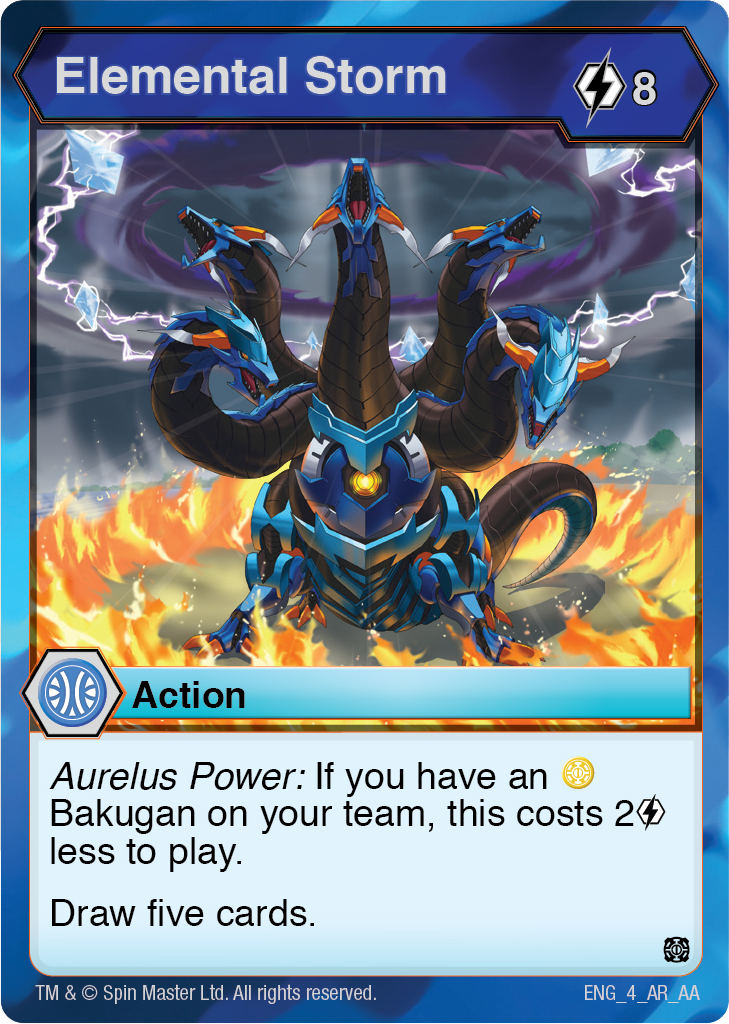 Elemental Storm
8
Action
Aurelus Power: If you have an
Bakugan on your team, this costs 2
less to play.
Draw five cards.
TM & © Spin Master Ltd. All rights reserved.
ENG_4_AR_AA